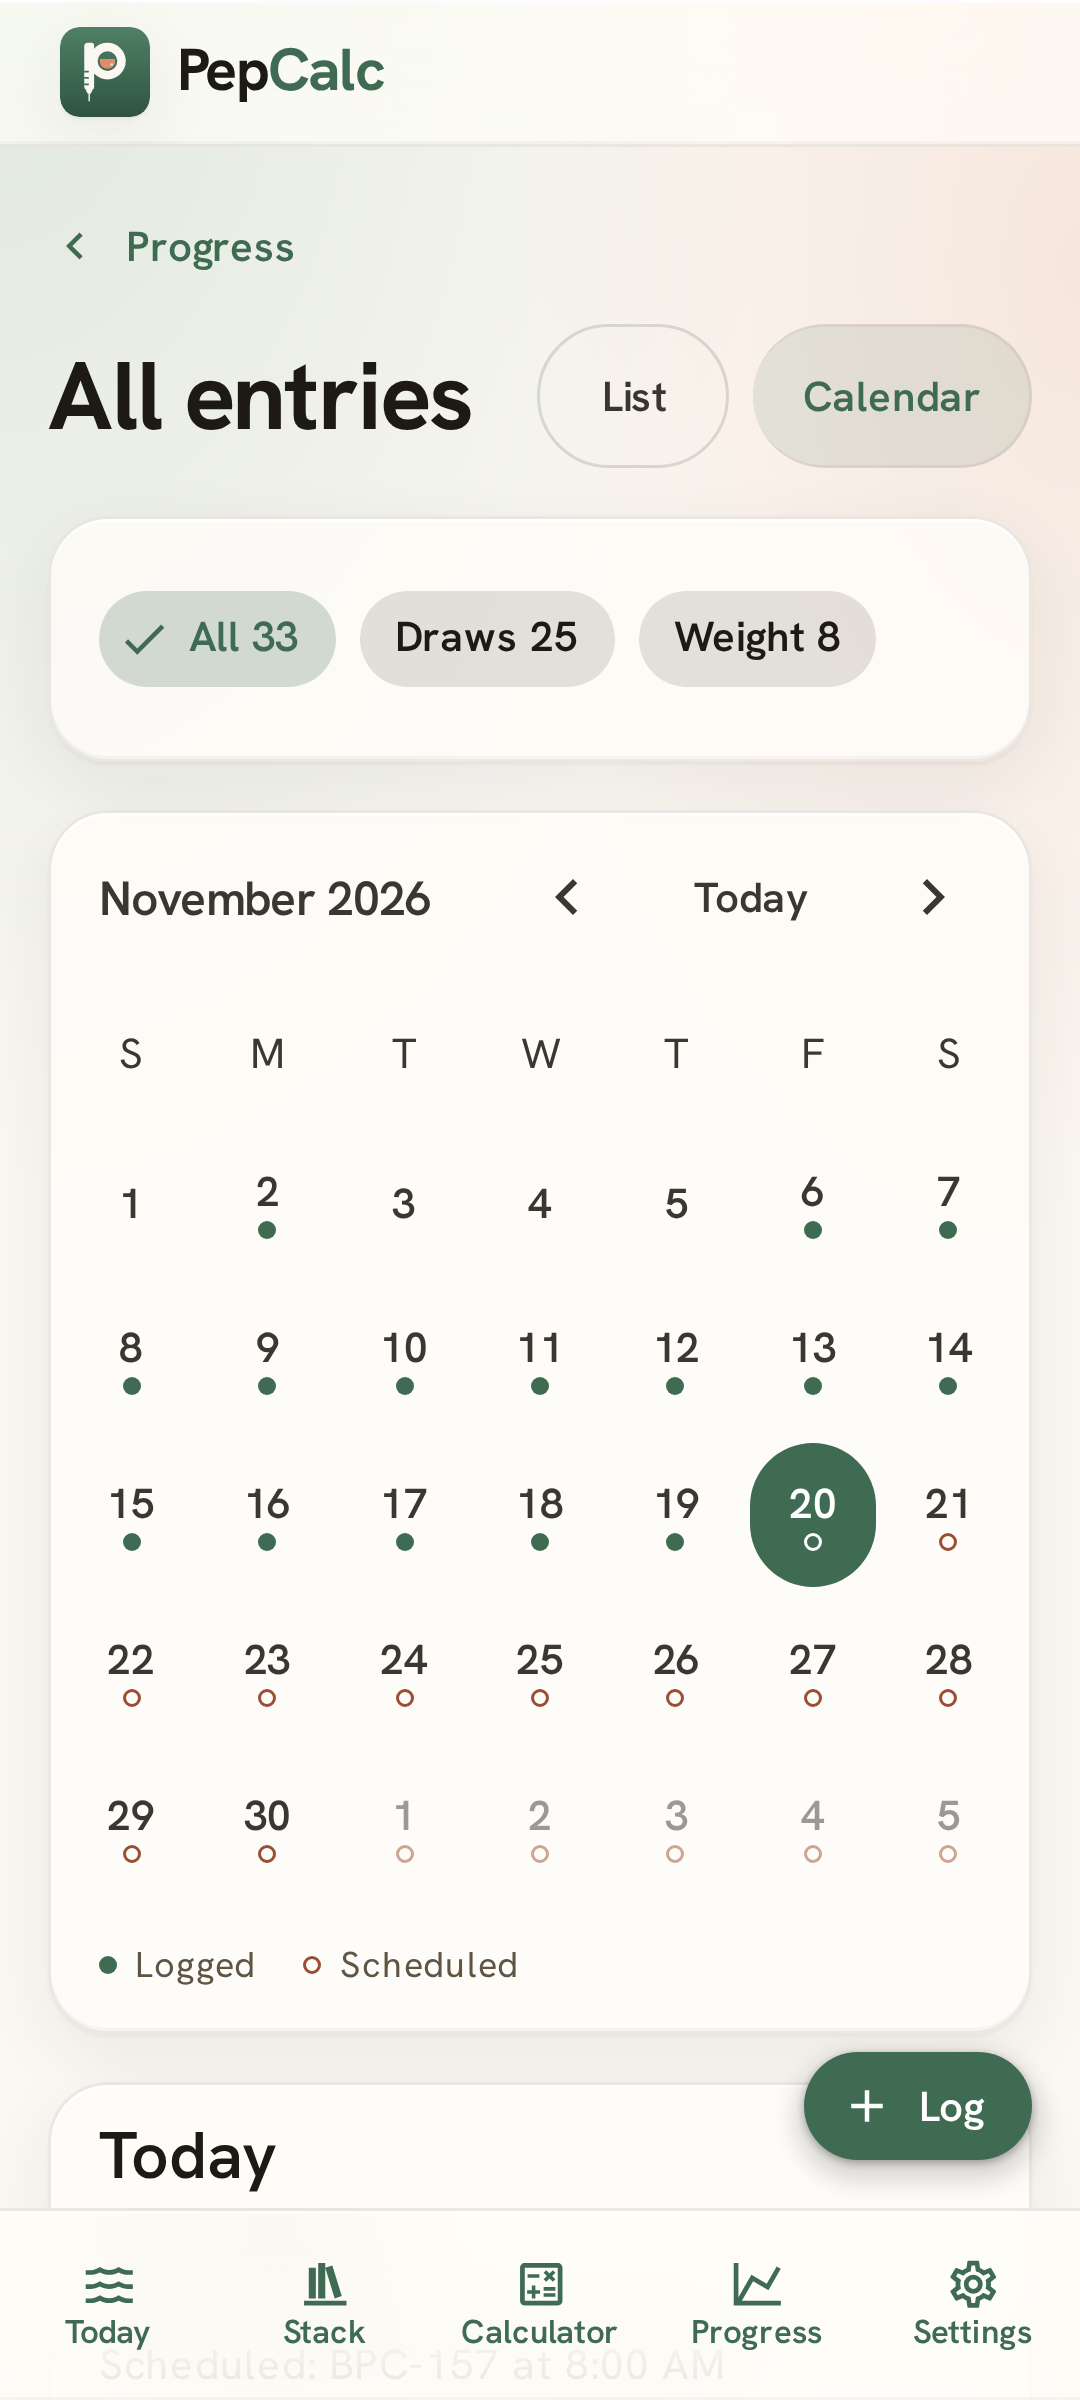 PepCalc
Progress
All entries
List
Calendar
All 33
Draws 25
Weight 8
November 2026
Today
S M T W T F S
1 2 3 4 5 6 7
8 9 10 11 12 13 14
15 16 17 18 19 20 21
22 23 24 25 26 27 28
29 30 1 2 3 4 5
Logged
Scheduled
Log
Today
Today
Stack
Calculator
Progress
Settings
Scheduled: BPC-157 at 8:00 AM